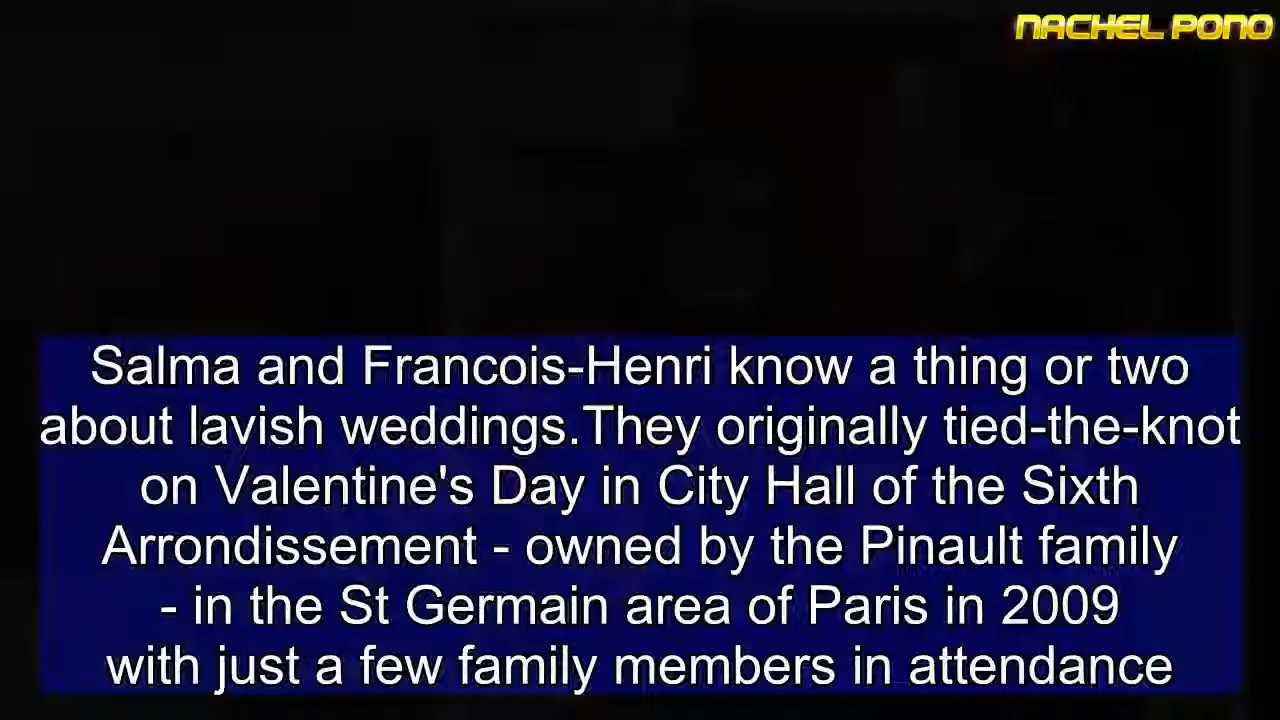 NACHEL PONO
Salma and Francois-Henri know a thing or two
about lavish weddings.They originally tied-the-knot
on Valentine's Day in City Hall of the Sixth
Arrondissement - owned by the Pinault family
- in the St Germain area of Paris in 2009
with just a few family members in attendance